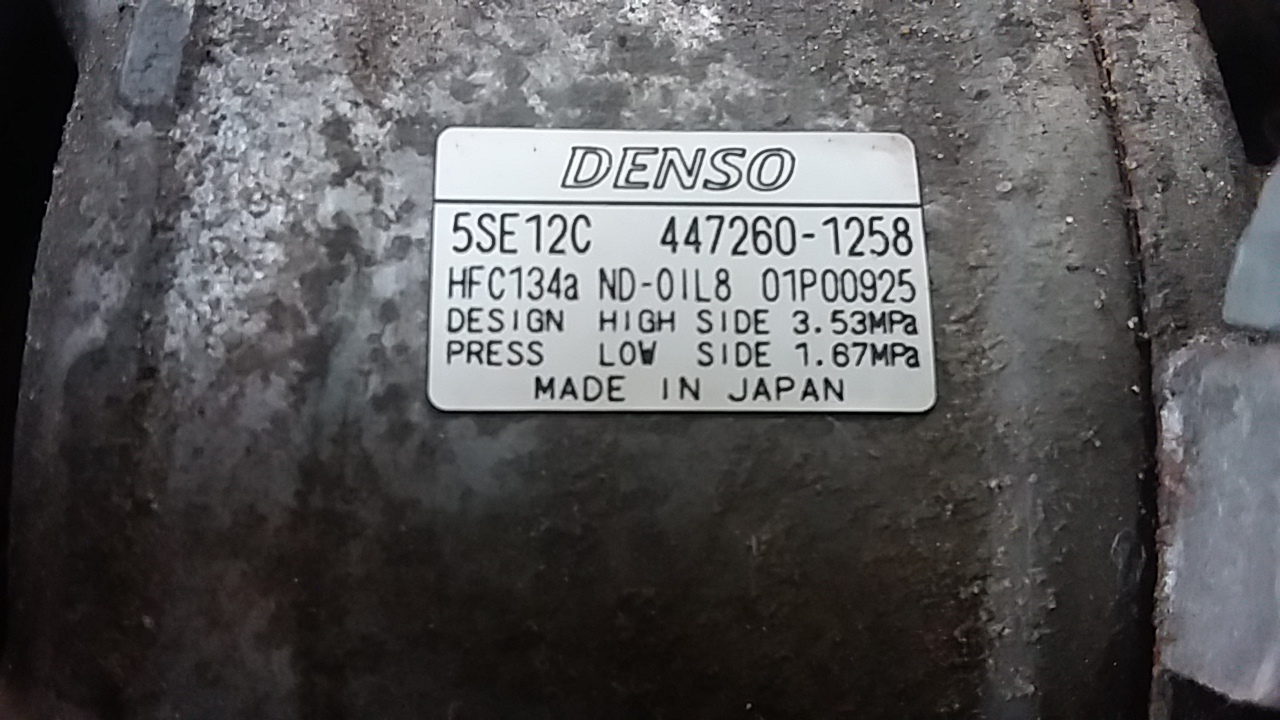 DENSO
5SE12C 447260-1258
HFC134a ND-OIL8 01P00925
DESIGN HIGH SIDE 3.53MPa
PRESS LOW SIDE 1.67MPa
MADE IN JAPAN